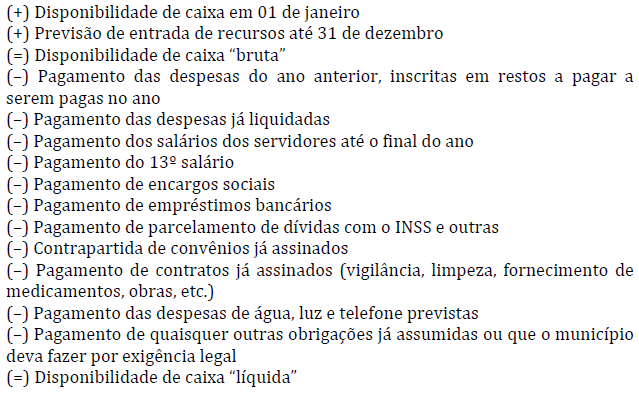 (+) Disponibilidade de caixa em 01 de janeiro
(+) Previsão de entrada de recursos até 31 de dezembro
(=) Disponibilidade de caixa “bruta”
(–) Pagamento das despesas do ano anterior, inscritas em restos a pagar a
serem pagas no ano
(–) Pagamento das despesas já liquidadas
(–) Pagamento dos salários dos servidores até o final do ano
(–) Pagamento do 13º salário
(–) Pagamento de encargos sociais
(–) Pagamento de empréstimos bancários
(–) Pagamento de parcelamento de dívidas com o INSS e outras
(–) Contrapartida de convênios já assinados
(–) Pagamento de contratos já assinados (vigilância, limpeza, fornecimento de
medicamentos, obras, etc.)
(–) Pagamento das despesas de água, luz e telefone previstas
(–) Pagamento de quaisquer outras obrigações já assumidas ou que o município
deva fazer por exigência legal
(=) Disponibilidade de caixa “líquida”